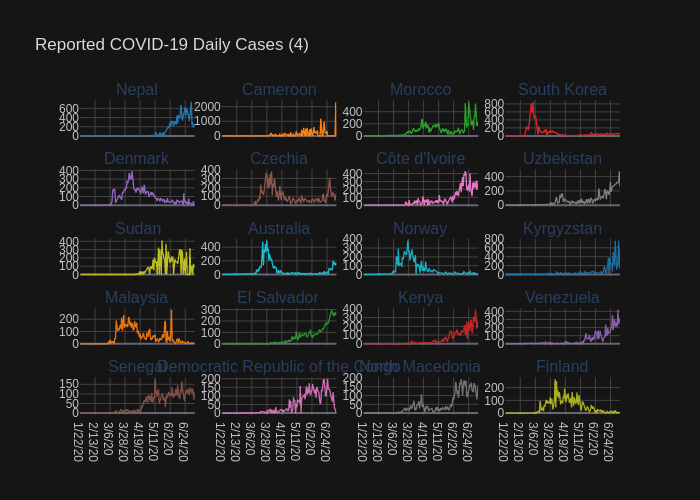 Reported COVID-19 Daily Cases (4)
Nepal Cameroon Morocco South Korea
600 400 200 0
2000 1000 0
400 200 0
800 600 400 200 0
Denmark Czechia Côte d'Ivoire Uzbekistan
400 300 200 100 0
400 300 200 100 0
400 300 200 100 0
400 200 0
Sudan Australia Norway Kyrgyzstan
400 300 200 100 0
400 200 0
400 300 200 100 0
800 600 400 200 0
Malaysia El Salvador Kenya Venezuela
200 100 0
300 200 100 0
400 300 200 100 0
400 300 200 100 0
Senegal Democratic Republic of the Congo North Macedonia Finland
150 100 50 0
200 150 100 50 0
200 150 100 50 0
200 100 0
1/22/20 2/13/20 3/6/20 3/28/20 4/19/20 5/11/20 6/2/20 6/24/20
1/22/20 2/13/20 3/6/20 3/28/20 4/19/20 5/11/20 6/2/20 6/24/20
1/22/20 2/13/20 3/6/20 3/28/20 4/19/20 5/11/20 6/2/20 6/24/20
1/22/20 2/13/20 3/6/20 3/28/20 4/19/20 5/11/20 6/2/20 6/24/20